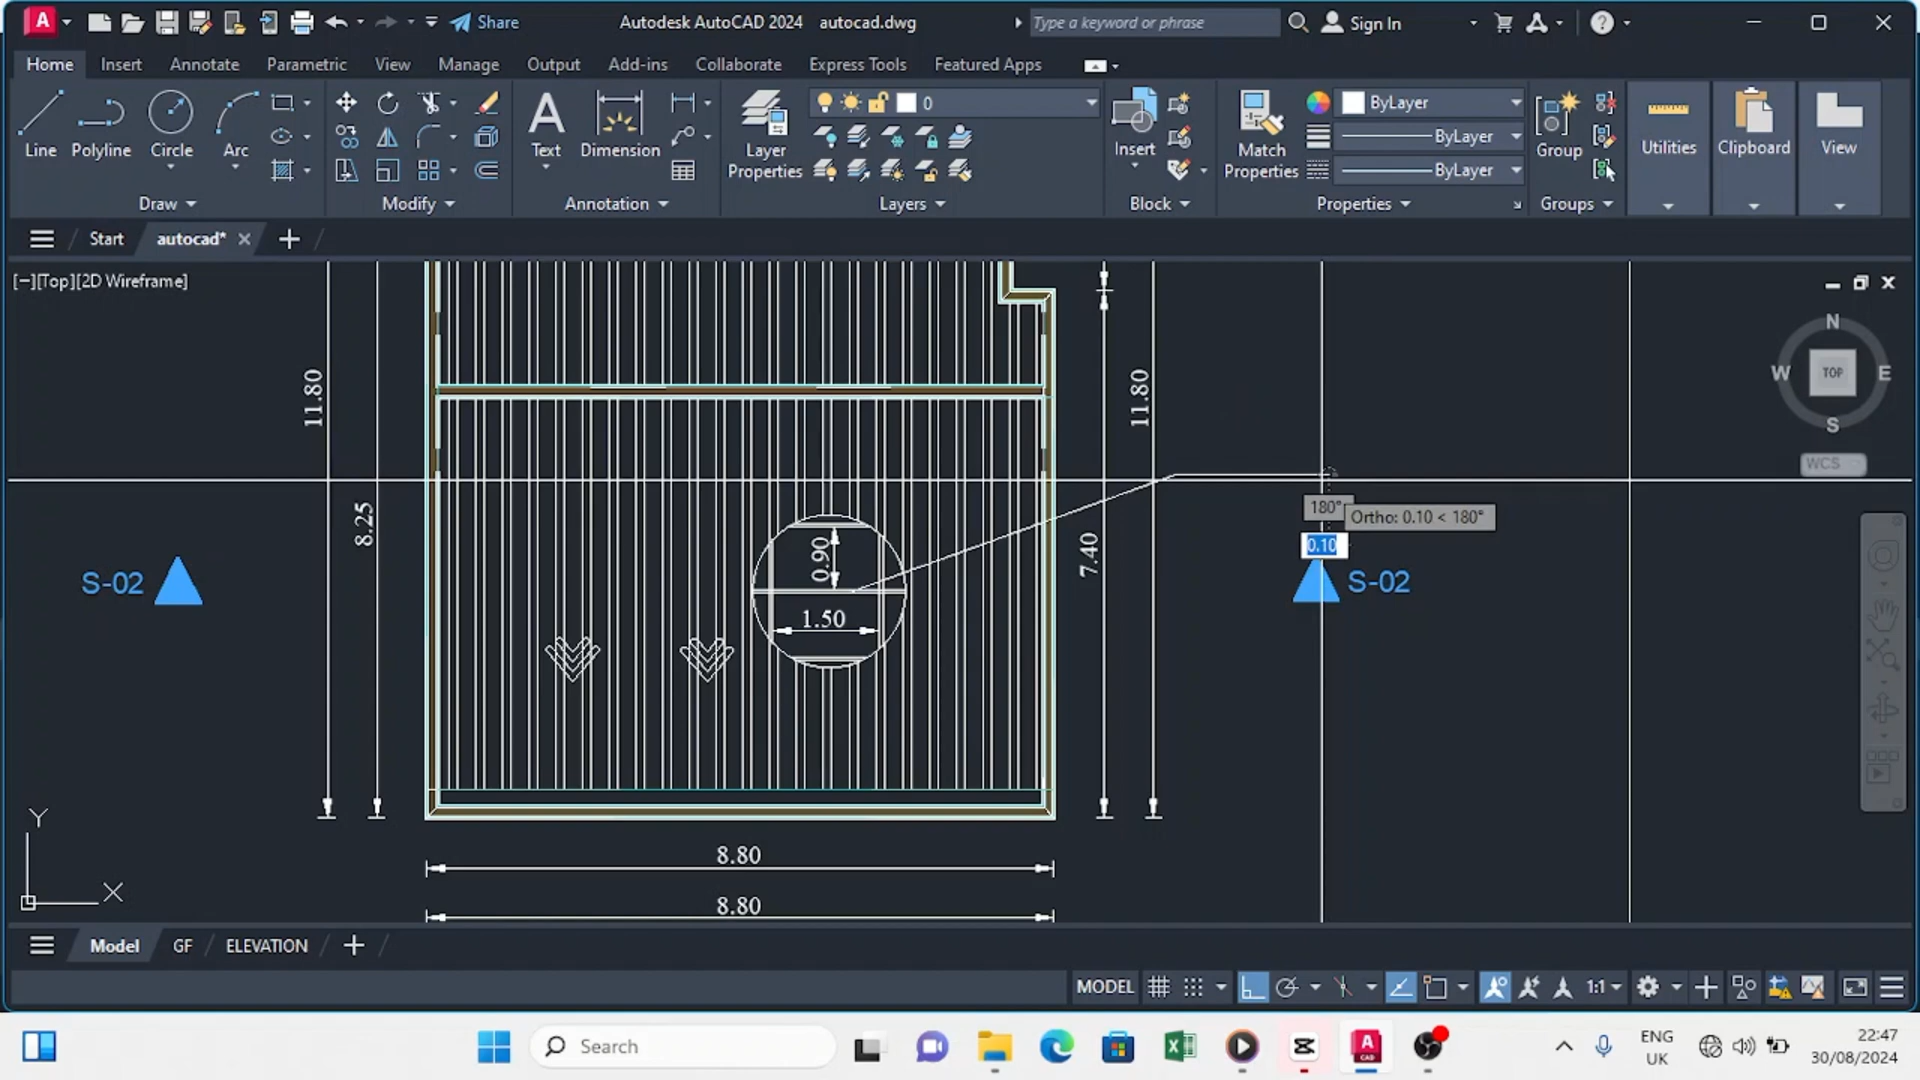 Share
Autodesk AutoCAD 2024 autocad.dwg
Type a keyword or phrase
Sign In
Home Insert Annotate Parametric View Manage Output Add-ins Collaborate Express Tools Featured Apps
0
ByLayer
ByLayer
ByLayer
Line Polyline Circle Arc
Text Dimension
Layer Properties
Insert
Match Properties
Group
Utilities Clipboard View
Draw Modify Annotation Layers Block Properties Groups
Start autocad*
[−][Top][2D Wireframe]
N
W TOP E
S
WCS
11.80
11.80
8.25
7.40
0.90
1.50
180°
Ortho: 0.10 < 180°
0.10
S-02
S-02
8.80
8.80
Y
X
Model GF ELEVATION
MODEL
1:1
Search
ENG
UK
22:47
30/08/2024